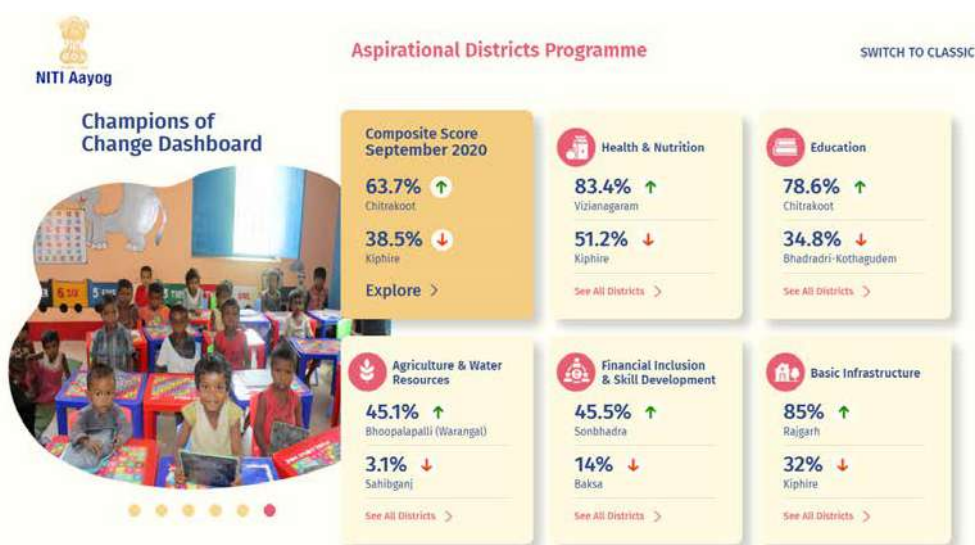 NITI Aayog
Aspirational Districts Programme
SWITCH TO CLASSIC
Champions of
Change Dashboard
Composite Score
September 2020
63.7%
Chitrakoot
38.5%
Kiphire
Explore >
Health & Nutrition
83.4%
Vizianagaram
51.2%
Kiphire
See All Districts >
Education
78.6%
Chitrakoot
34.8%
Bhadradri-Kothagudem
See All Districts >
Agriculture & Water
Resources
45.1%
Bhoopalapalli (Warangal)
3.1%
Sahibganj
See All Districts >
Financial Inclusion
& Skill Development
45.5%
Sonbhadra
14%
Baksa
See All Districts >
Basic Infrastructure
85%
Rajgarh
32%
Kiphire
See All Districts >
6 SIX